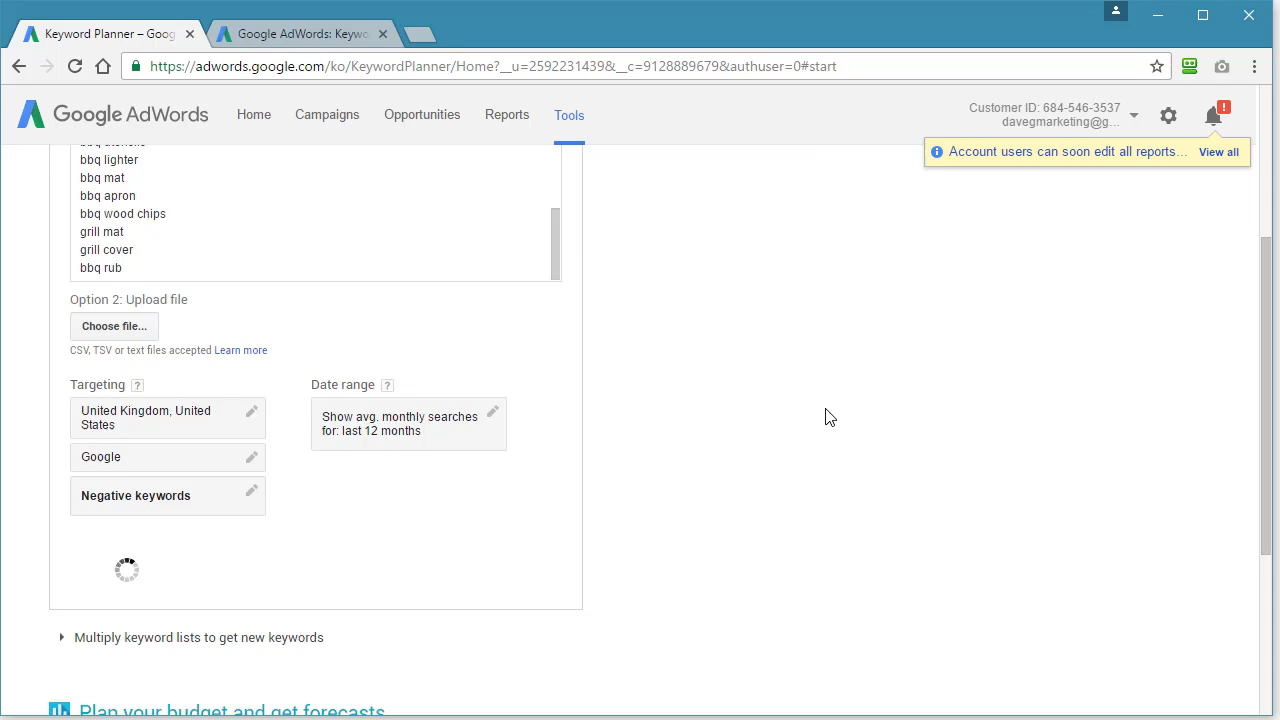 Keyword Planner – Goog
Google AdWords: Keywo
https://adwords.google.com/ko/KeywordPlanner/Home?__u=2592231439&__c=9128889679&authuser=0#start
Google AdWords
Home
Campaigns
Opportunities
Reports
Tools
Customer ID: 684-546-3537
davegmarketing@g...
!
Account users can soon edit all reports...
View all
bbq utensils
bbq lighter
bbq mat
bbq apron
bbq wood chips
grill mat
grill cover
bbq rub
Option 2: Upload file
Choose file...
CSV, TSV or text files accepted Learn more
Targeting ?
Date range ?
United Kingdom, United
States
Show avg. monthly searches
for: last 12 months
Google
Negative keywords
Multiply keyword lists to get new keywords
Plan your budget and get forecasts